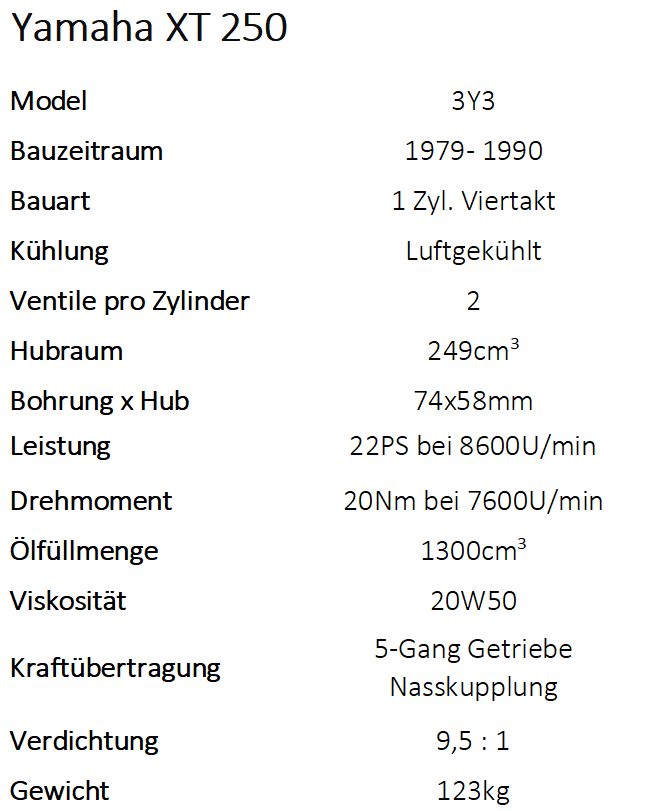 Yamaha XT 250
Model 3Y3
Bauzeitraum 1979- 1990
Bauart 1 Zyl. Viertakt
Kühlung Luftgekühlt
Ventile pro Zylinder 2
Hubraum 249cm³
Bohrung x Hub 74x58mm
Leistung 22PS bei 8600U/min
Drehmoment 20Nm bei 7600U/min
Ölfüllmenge 1300cm³
Viskosität 20W50
Kraftübertragung 5-Gang Getriebe
Nasskupplung
Verdichtung 9,5 : 1
Gewicht 123kg